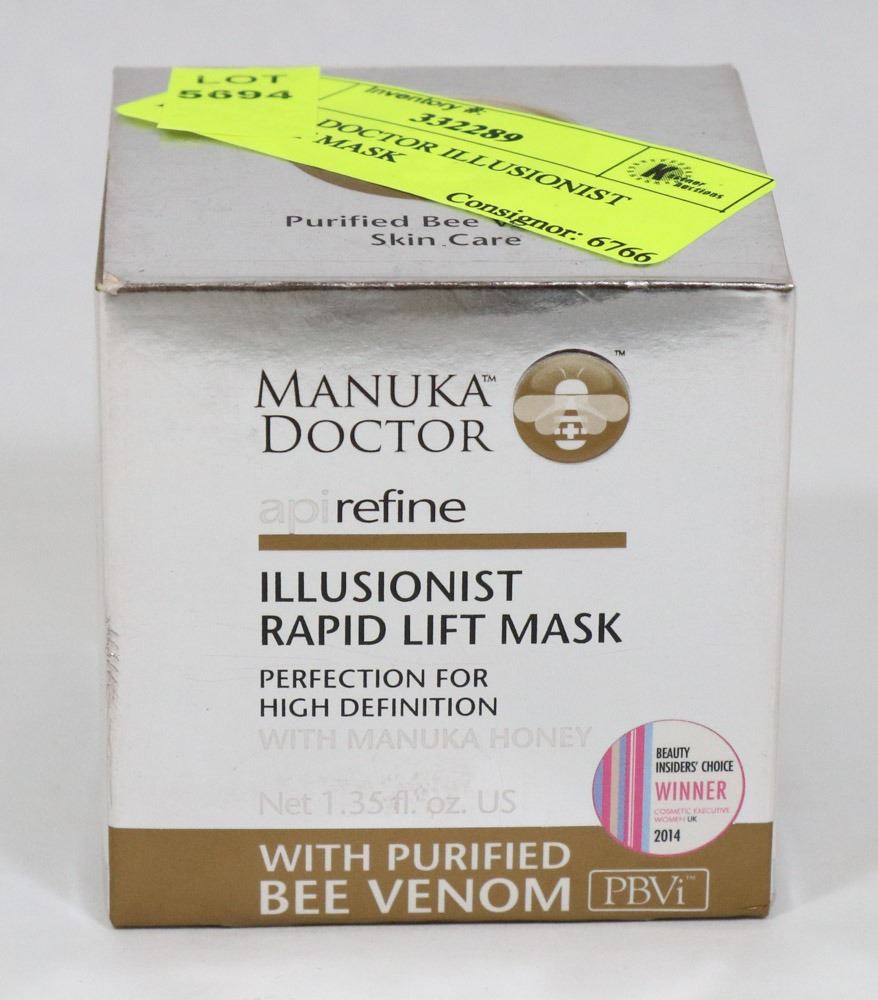 LOT
5694
Inventory #:
332289
DOCTOR ILLUSIONIST
MASK
Kastner
Auctions
Consignor: 6766
Purified Bee
Skin Care
MANUKA™
DOCTOR
™
apirefine
ILLUSIONIST
RAPID LIFT MASK
PERFECTION FOR
HIGH DEFINITION
WITH MANUKA HONEY
Net 1.35 fl. oz. US
BEAUTY
INSIDERS' CHOICE
WINNER
COSMETIC EXECUTIVE
WOMEN UK
2014
WITH PURIFIED
BEE VENOM PBVi™